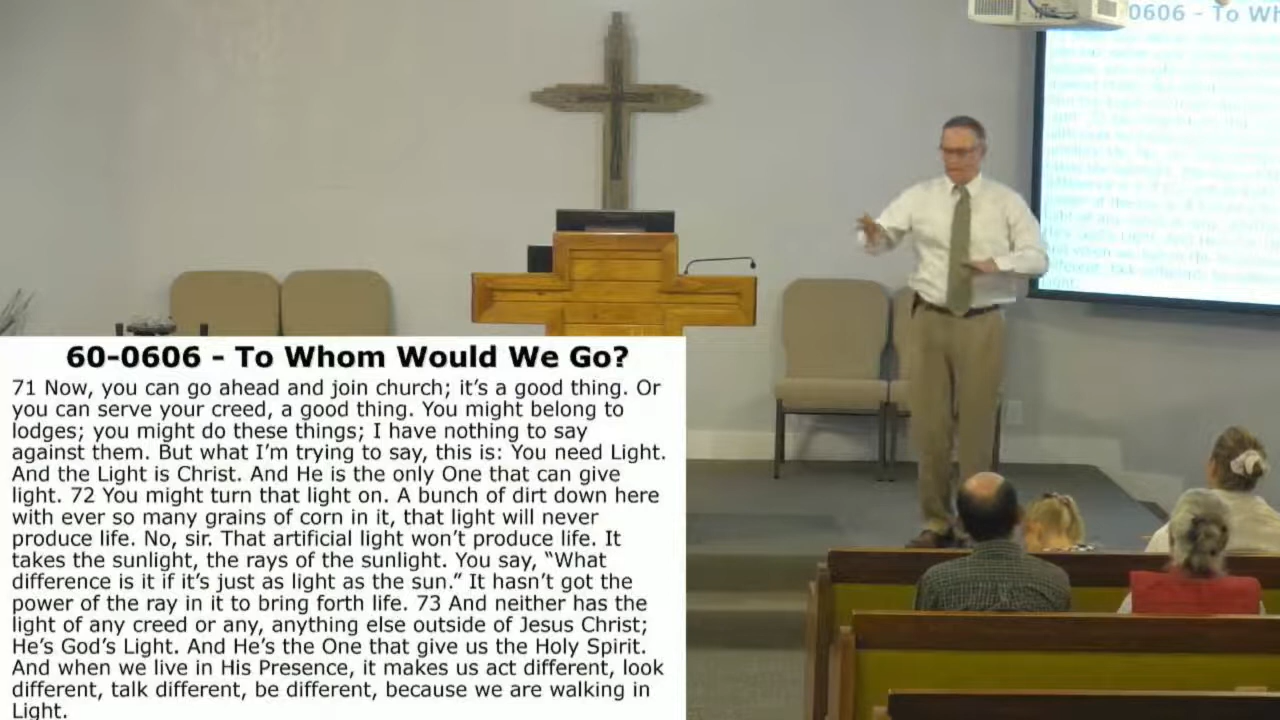 0606 - To Wh
60-0606 - To Whom Would We Go?
71 Now, you can go ahead and join church; it's a good thing. Or
you can serve your creed, a good thing. You might belong to
lodges; you might do these things; I have nothing to say
against them. But what I'm trying to say, this is: You need Light.
And the Light is Christ. And He is the only One that can give
light. 72 You might turn that light on. A bunch of dirt down here
with ever so many grains of corn in it, that light will never
produce life. No, sir. That artificial light won't produce life. It
takes the sunlight, the rays of the sunlight. You say, “What
difference is it if it's just as light as the sun.” It hasn't got the
power of the ray in it to bring forth life. 73 And neither has the
light of any creed or any, anything else outside of Jesus Christ;
He's God's Light. And He's the One that give us the Holy Spirit.
And when we live in His Presence, it makes us act different, look
different, talk different, be different, because we are walking in
Light.